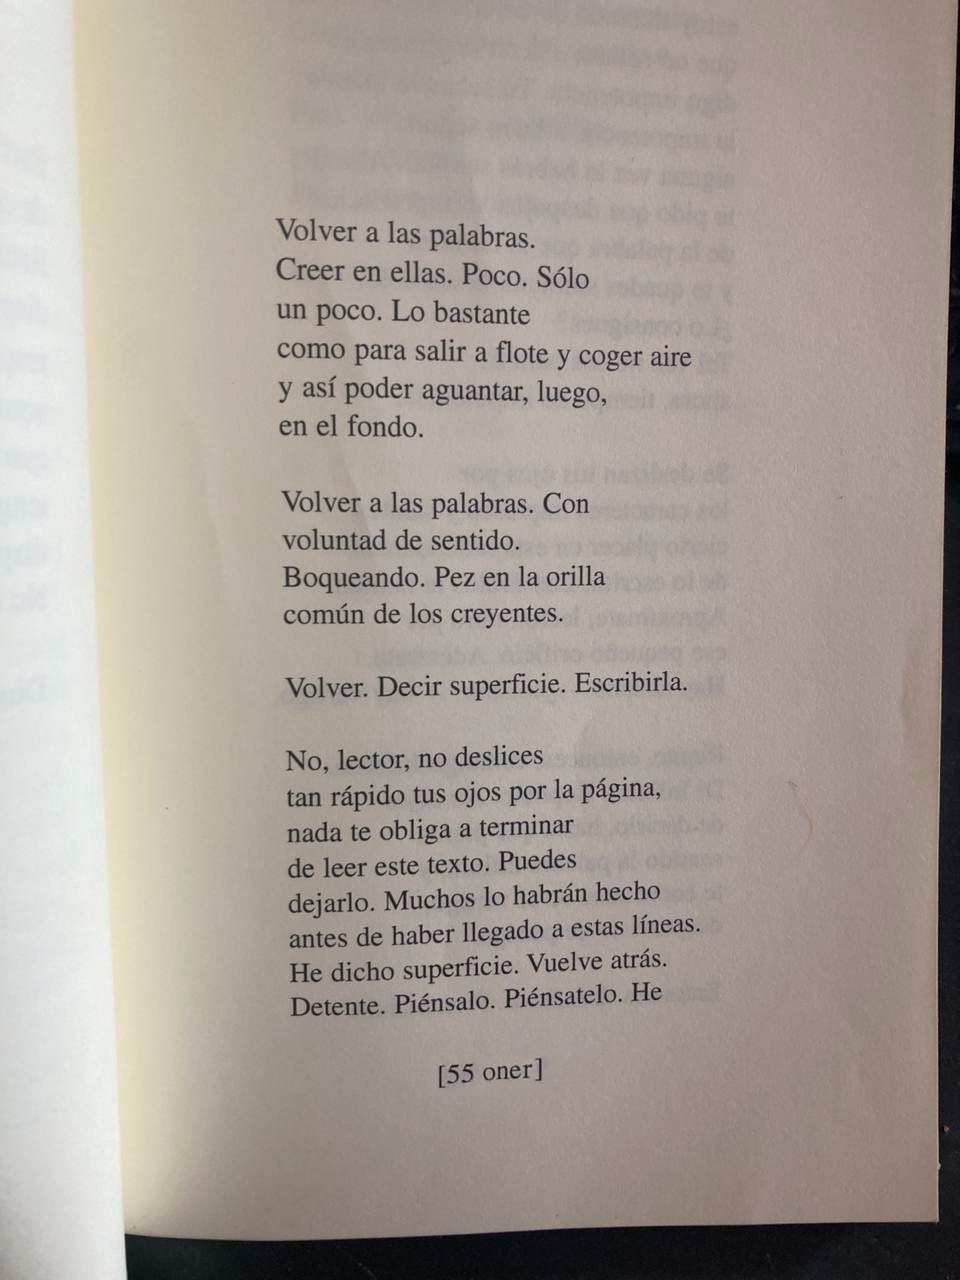 Volver a las palabras.
Creer en ellas. Poco. Sólo
un poco. Lo bastante
como para salir a flote y coger aire
y así poder aguantar, luego,
en el fondo.
Volver a las palabras. Con
voluntad de sentido.
Boqueando. Pez en la orilla
común de los creyentes.
Volver. Decir superficie. Escribirla.
No, lector, no deslices
tan rápido tus ojos por la página,
nada te obliga a terminar
de leer este texto. Puedes
dejarlo. Muchos lo habrán hecho
antes de haber llegado a estas líneas.
He dicho superficie. Vuelve atrás.
Detente. Piénsalo. Piénsatelo. He
[55 oner]